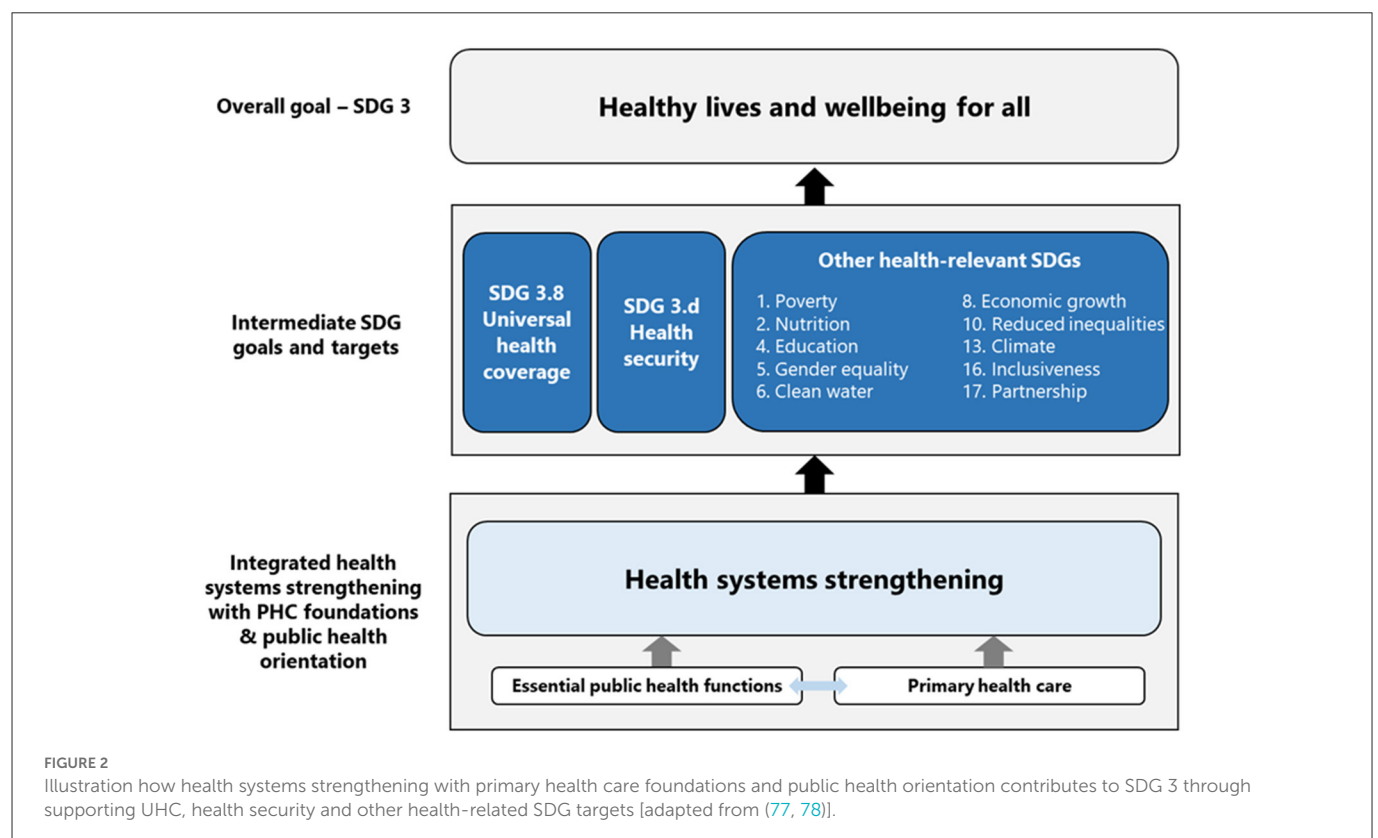 Overall goal – SDG 3
Healthy lives and wellbeing for all
Intermediate SDG
goals and targets
SDG 3.8
Universal
health
coverage
SDG 3.d
Health
security
Other health-relevant SDGs
1. Poverty
2. Nutrition
4. Education
5. Gender equality
6. Clean water
8. Economic growth
10. Reduced inequalities
13. Climate
16. Inclusiveness
17. Partnership
Integrated health
systems strengthening
with PHC foundations
& public health
orientation
Health systems strengthening
Essential public health functions
Primary health care
FIGURE 2
Illustration how health systems strengthening with primary health care foundations and public health orientation contributes to SDG 3 through
supporting UHC, health security and other health-related SDG targets [adapted from (77, 78)].